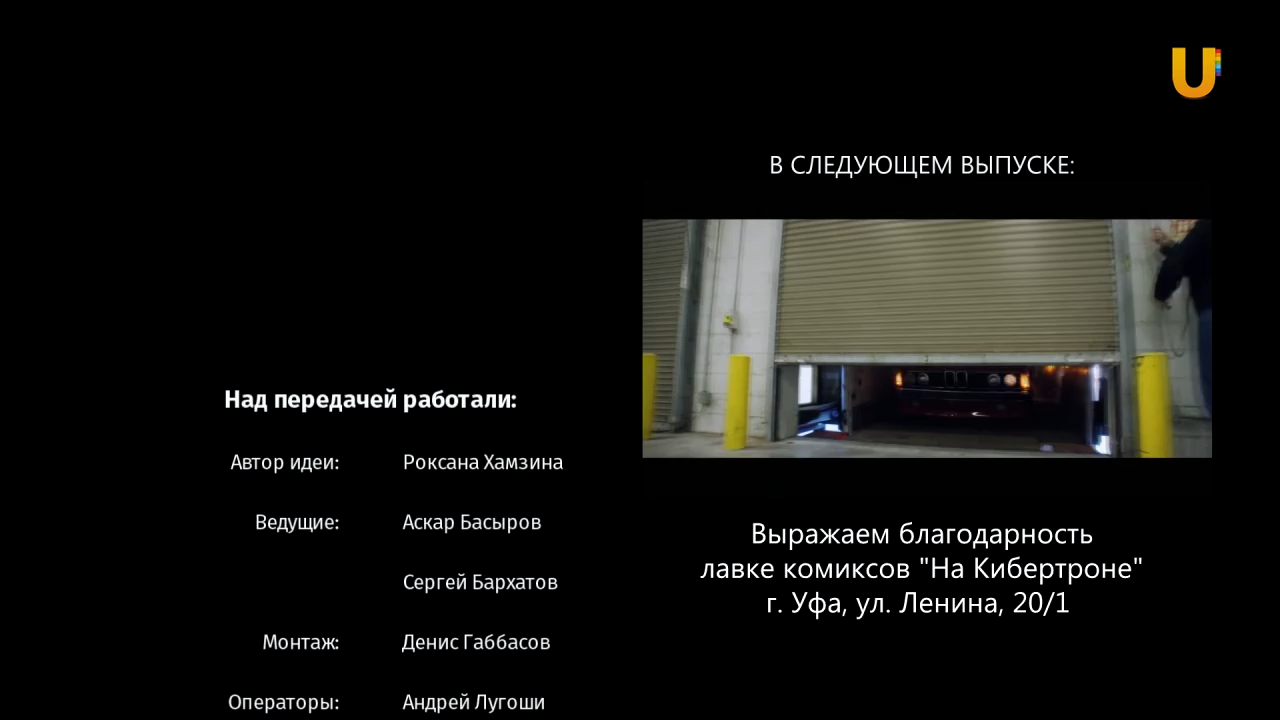 U
В СЛЕДУЮЩЕМ ВЫПУСКЕ:
Над передачей работали:
Автор идеи: Роксана Хамзина
Ведущие: Аскар Басыров
Сергей Бархатов
Монтаж: Денис Габбасов
Операторы: Андрей Лугоши
Выражаем благодарность
лавке комиксов "На Кибертроне"
г. Уфа, ул. Ленина, 20/1